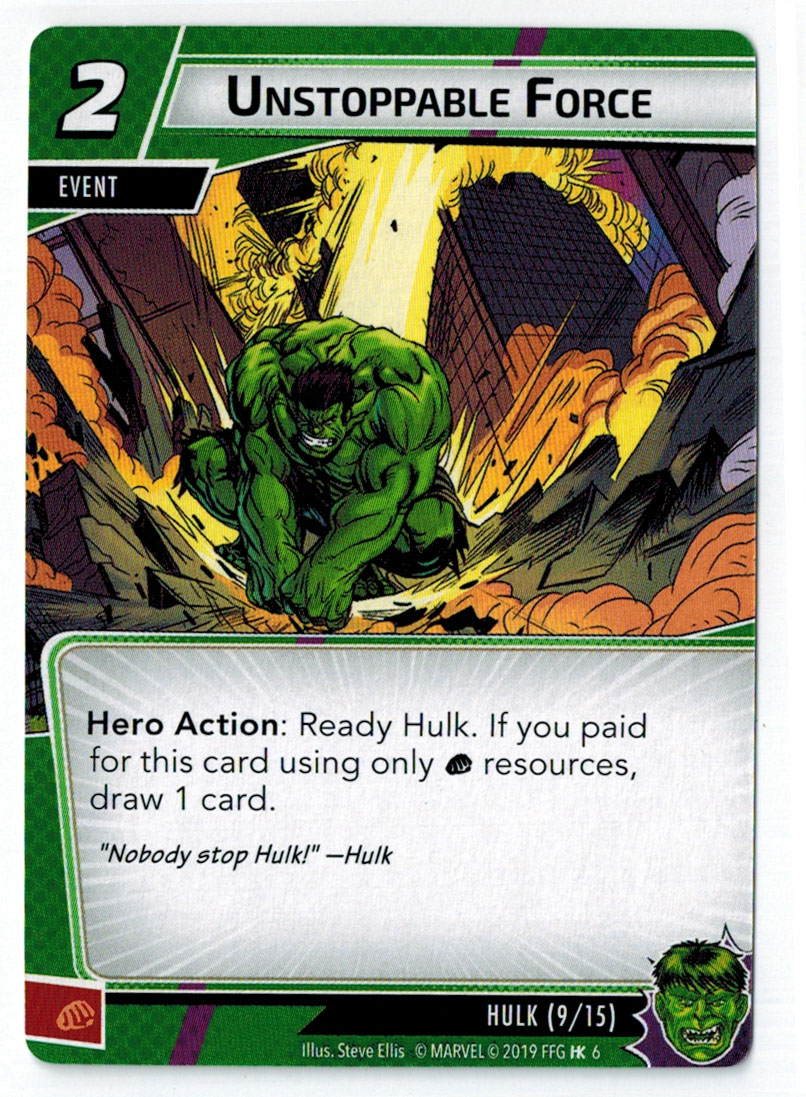 2
UNSTOPPABLE FORCE
EVENT
Hero Action: Ready Hulk. If you paid
for this card using only resources,
draw 1 card.
"Nobody stop Hulk!" —Hulk
HULK (9/15)
Illus. Steve Ellis © MARVEL © 2019 FFG HK 6